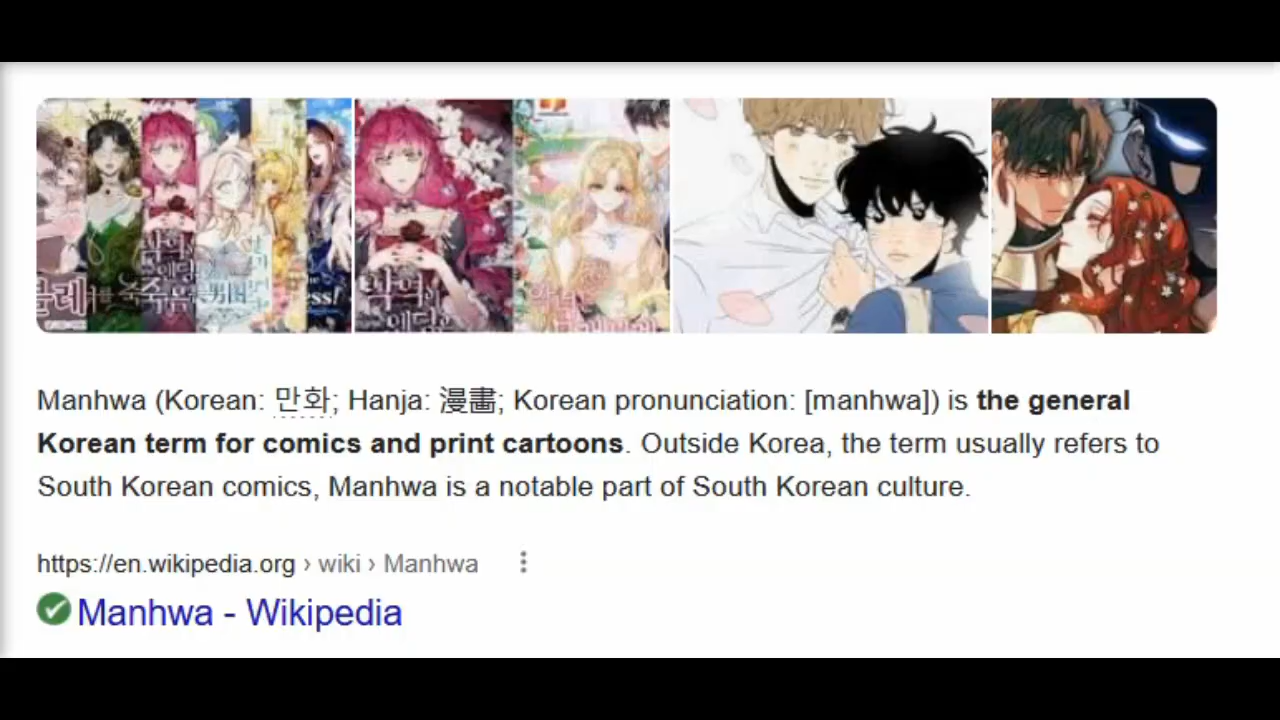 Manhwa (Korean: 만화; Hanja: 漫畵; Korean pronunciation: [manhwa]) is the general
Korean term for comics and print cartoons. Outside Korea, the term usually refers to
South Korean comics, Manhwa is a notable part of South Korean culture.
https://en.wikipedia.org › wiki › Manhwa
Manhwa - Wikipedia